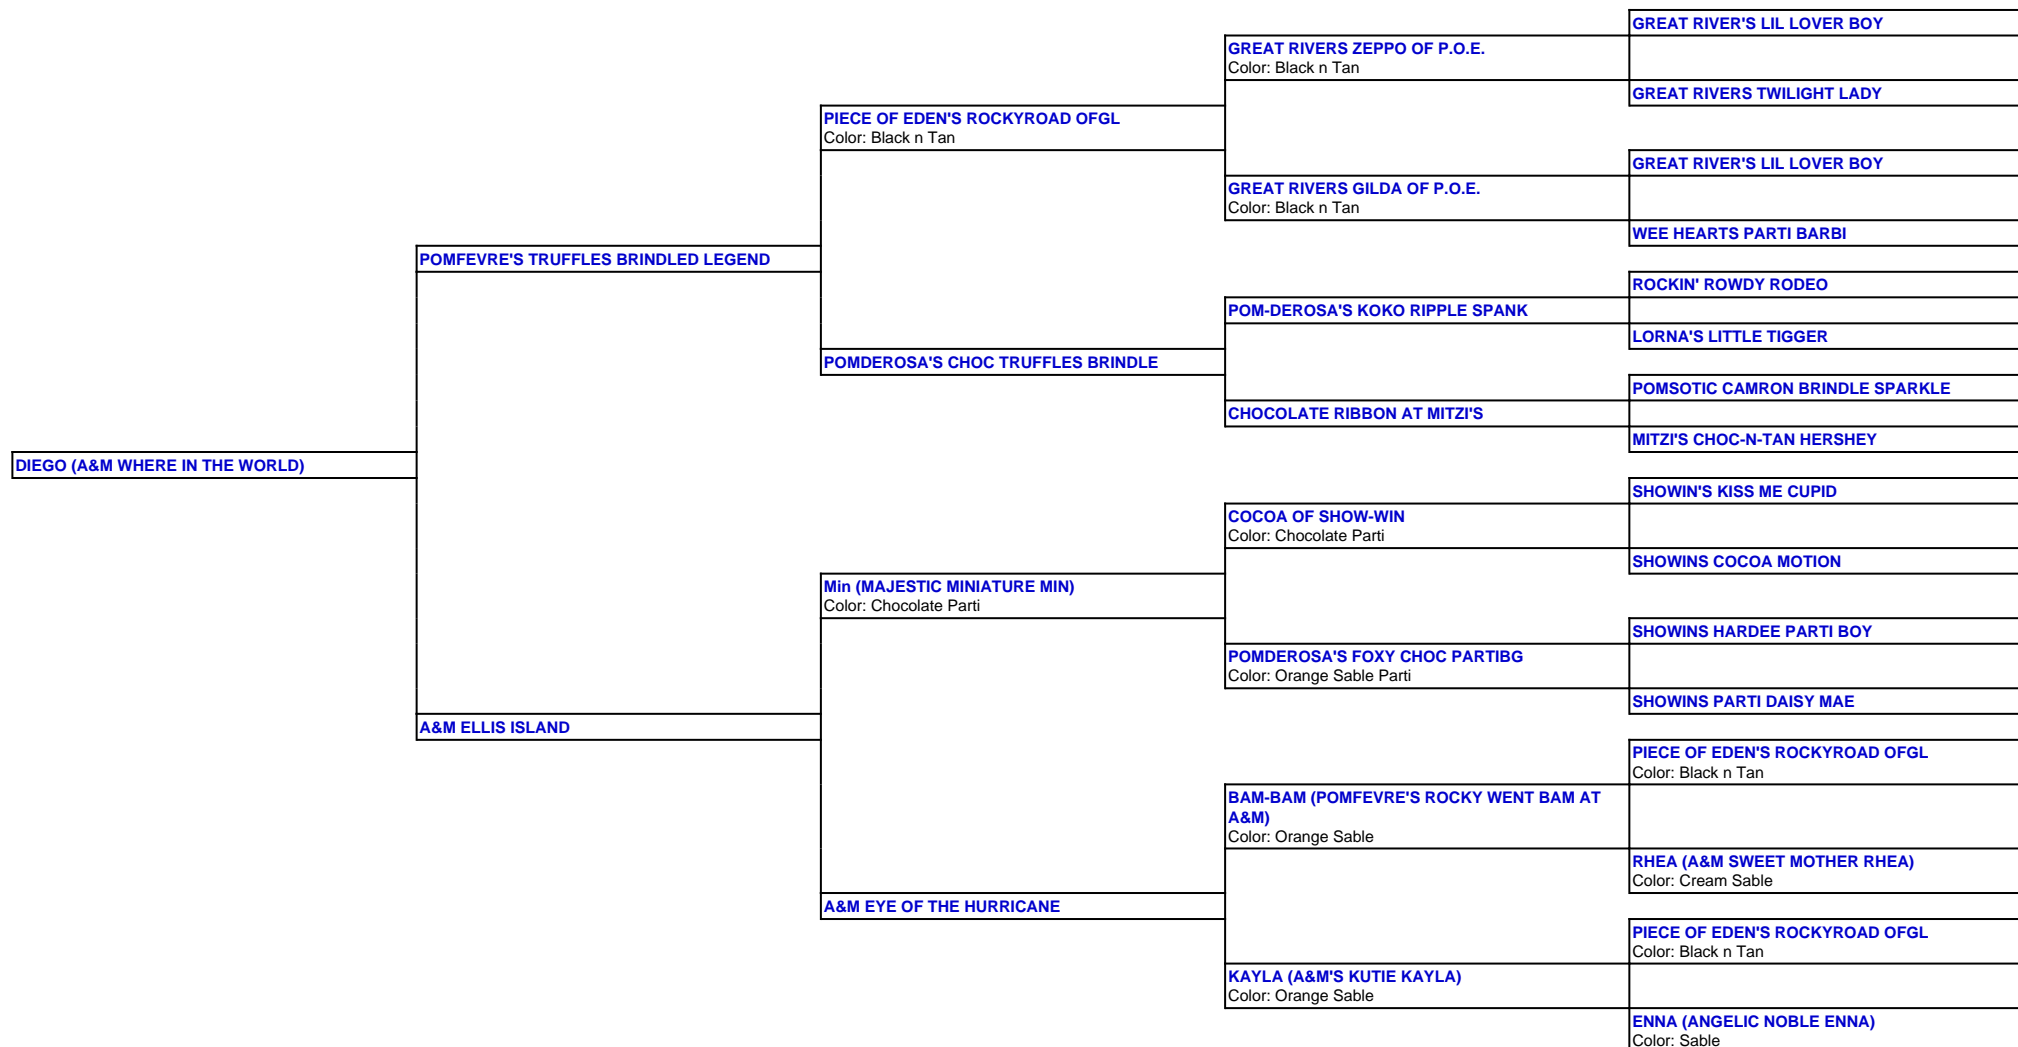 GREAT RIVER'S LIL LOVER BOY
GREAT RIVERS ZEPPO OF P.O.E.
Color: Black n Tan
GREAT RIVERS TWILIGHT LADY
PIECE OF EDEN'S ROCKYROAD OFGL
Color: Black n Tan
GREAT RIVER'S LIL LOVER BOY
GREAT RIVERS GILDA OF P.O.E.
Color: Black n Tan
WEE HEARTS PARTI BARBI
POMFEVRE'S TRUFFLES BRINDLED LEGEND
ROCKIN' ROWDY RODEO
POM-DEROSA'S KOKO RIPPLE SPANK
LORNA'S LITTLE TIGGER
POMDEROSA'S CHOC TRUFFLES BRINDLE
POMSOTIC CAMRON BRINDLE SPARKLE
CHOCOLATE RIBBON AT MITZI'S
MITZI'S CHOC-N-TAN HERSHEY
DIEGO (A&M WHERE IN THE WORLD)
SHOWIN'S KISS ME CUPID
COCOA OF SHOW-WIN
Color: Chocolate Parti
SHOWINS COCOA MOTION
Min (MAJESTIC MINIATURE MIN)
Color: Chocolate Parti
SHOWINS HARDEE PARTI BOY
POMDEROSA'S FOXY CHOC PARTIBG
Color: Orange Sable Parti
SHOWINS PARTI DAISY MAE
A&M ELLIS ISLAND
PIECE OF EDEN'S ROCKYROAD OFGL
Color: Black n Tan
BAM-BAM (POMFEVRE'S ROCKY WENT BAM AT
A&M)
Color: Orange Sable
RHEA (A&M SWEET MOTHER RHEA)
Color: Cream Sable
A&M EYE OF THE HURRICANE
PIECE OF EDEN'S ROCKYROAD OFGL
Color: Black n Tan
KAYLA (A&M'S KUTIE KAYLA)
Color: Orange Sable
ENNA (ANGELIC NOBLE ENNA)
Color: Sable